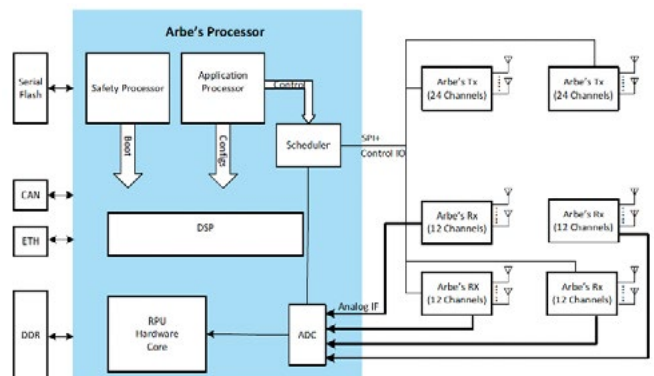 Arbe's Processor
Serial
Flash
Safety Processor
Application
Processor
Control
Boot
Configs
Scheduler
SPI+
Control IO
Arbe's Tx
(24 Channels)
Arbe's Tx
(24 Channels)
CAN
ETH
DSP
Arbe's Rx
(12 Channels)
Arbe's Rx
(12 Channels)
DDR
RPU
Hardware
Core
ADC
Analog IF
Arbe's RX
(12 Channels)
Arbe's Rx
(12 Channels)